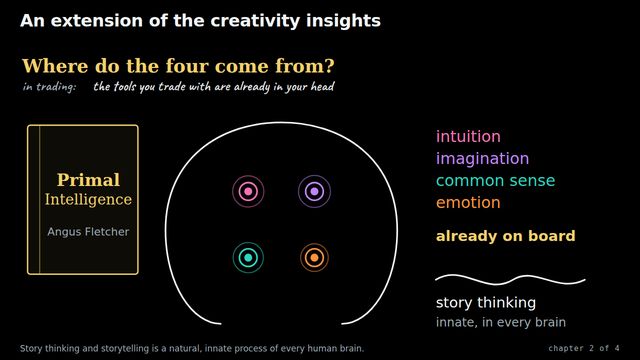 An extension of the creativity insights
Where do the four come from?
in trading: the tools you trade with are already in your head
Primal
Intelligence
Angus Fletcher
intuition
imagination
common sense
emotion
already on board
story thinking
innate, in every brain
Story thinking and storytelling is a natural, innate process of every human brain.
chapter 2 of 4